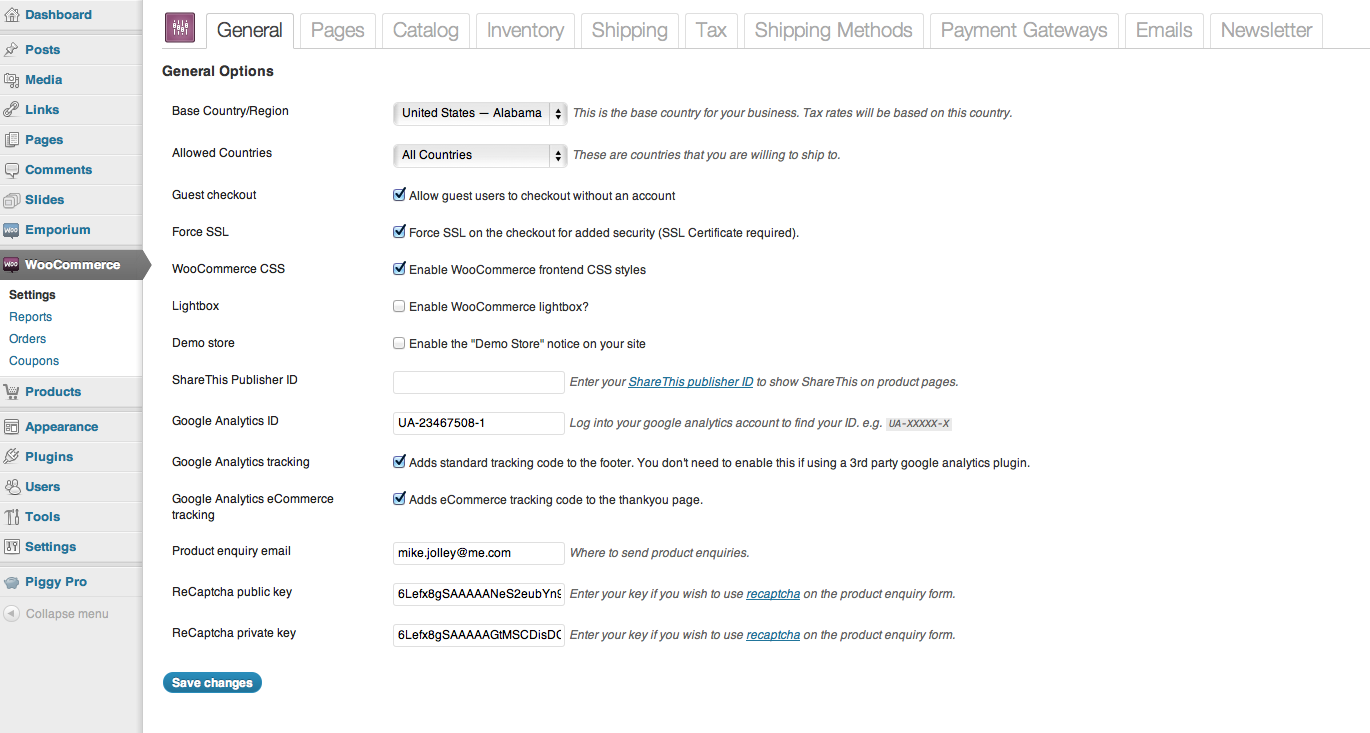 Dashboard
Posts
Media
Links
Pages
Comments
Slides
Emporium
WooCommerce
Settings
Reports
Orders
Coupons
Products
Appearance
Plugins
Users
Tools
Settings
Piggy Pro
Collapse menu
General Pages Catalog Inventory Shipping Tax Shipping Methods Payment Gateways Emails Newsletter
General Options
Base Country/Region United States — Alabama This is the base country for your business. Tax rates will be based on this country.
Allowed Countries All Countries These are countries that you are willing to ship to.
Guest checkout Allow guest users to checkout without an account
Force SSL Force SSL on the checkout for added security (SSL Certificate required).
WooCommerce CSS Enable WooCommerce frontend CSS styles
Lightbox Enable WooCommerce lightbox?
Demo store Enable the "Demo Store" notice on your site
ShareThis Publisher ID Enter your ShareThis publisher ID to show ShareThis on product pages.
Google Analytics ID UA-23467508-1 Log into your google analytics account to find your ID. e.g. UA-XXXXX-X
Google Analytics tracking Adds standard tracking code to the footer. You don't need to enable this if using a 3rd party google analytics plugin.
Google Analytics eCommerce Adds eCommerce tracking code to the thankyou page.
tracking
Product enquiry email mike.jolley@me.com Where to send product enquiries.
ReCaptcha public key 6Lefx8gSAAAAANeS2eubYn9 Enter your key if you wish to use recaptcha on the product enquiry form.
ReCaptcha private key 6Lefx8gSAAAAAGtMSCDisD Enter your key if you wish to use recaptcha on the product enquiry form.
Save changes